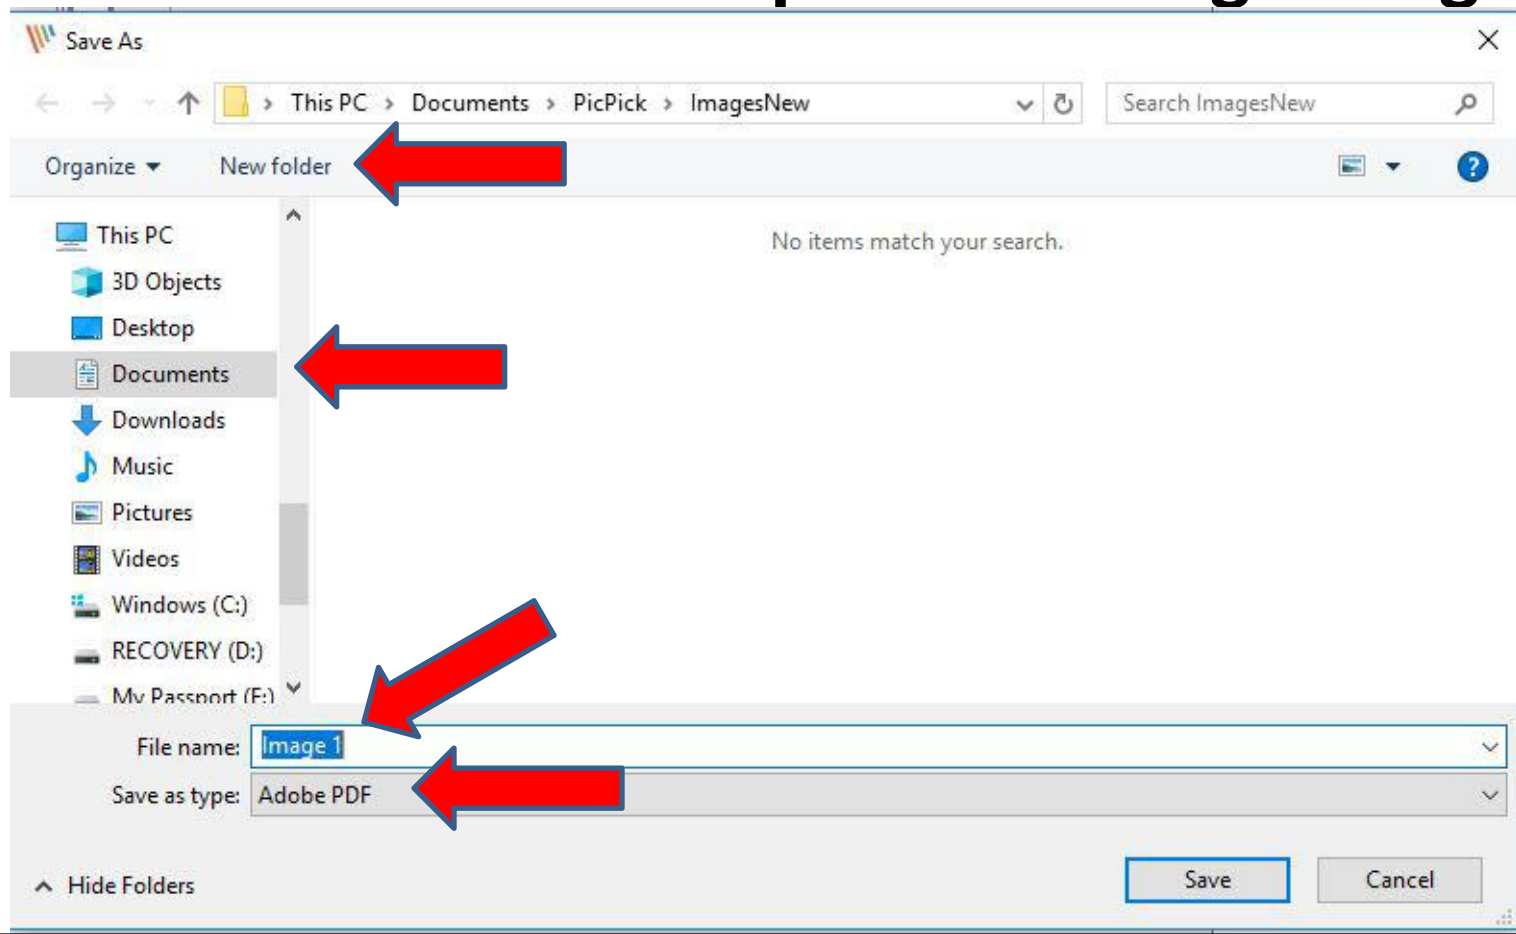 Save As
This PC > Documents > PicPick > ImagesNew
Search ImagesNew
Organize
New folder
This PC
No items match your search.
3D Objects
Desktop
Documents
Downloads
Music
Pictures
Videos
Windows (C:)
RECOVERY (D:)
My Passport (F:)
File name: Image 1
Save as type: Adobe PDF
Hide Folders
Save
Cancel